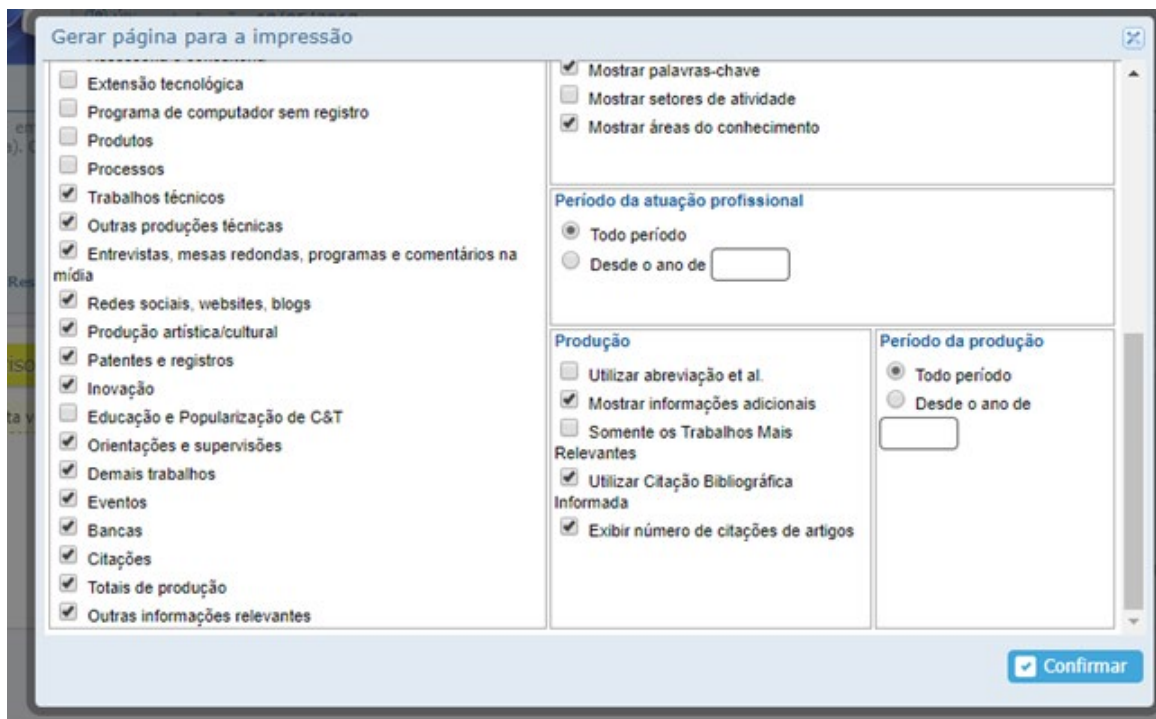 Gerar página para a impressão
Extensão tecnológica
Programa de computador sem registro
Produtos
Processos
Trabalhos técnicos
Outras produções técnicas
Entrevistas, mesas redondas, programas e comentários na
mídia
Redes sociais, websites, blogs
Produção artística/cultural
Patentes e registros
Inovação
Educação e Popularização de C&T
Orientações e supervisões
Demais trabalhos
Eventos
Bancas
Citações
Totais de produção
Outras informações relevantes
Mostrar palavras-chave
Mostrar setores de atividade
Mostrar áreas do conhecimento
Período da atuação profissional
Todo período
Desde o ano de
Produção
Utilizar abreviação et al.
Mostrar informações adicionais
Somente os Trabalhos Mais
Relevantes
Utilizar Citação Bibliográfica
Informada
Exibir número de citações de artigos
Período da produção
Todo período
Desde o ano de
Confirmar